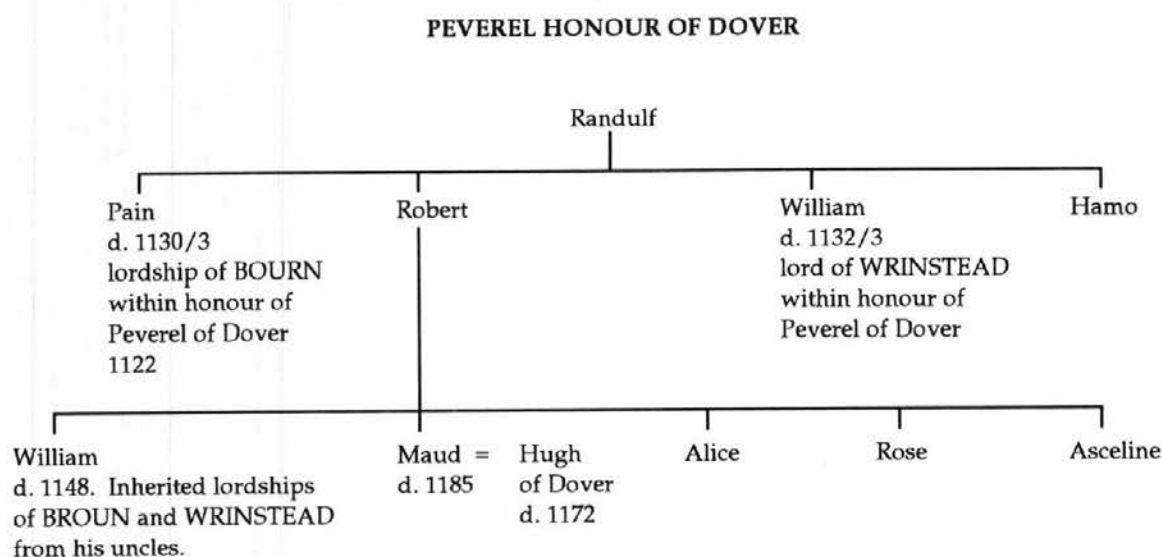 PEVEREL HONOUR OF DOVER
Randulf
Pain
d. 1130/3
lordship of BOURN
within honour of
Peverel of Dover
1122
Robert
William
d. 1132/3
lord of WRINSTEAD
within honour of
Peverel of Dover
Hamo
William
d. 1148. Inherited lordships
of BROUN and WRINSTEAD
from his uncles.
Maud =
d. 1185
Hugh
of Dover
d. 1172
Alice
Rose
Asceline